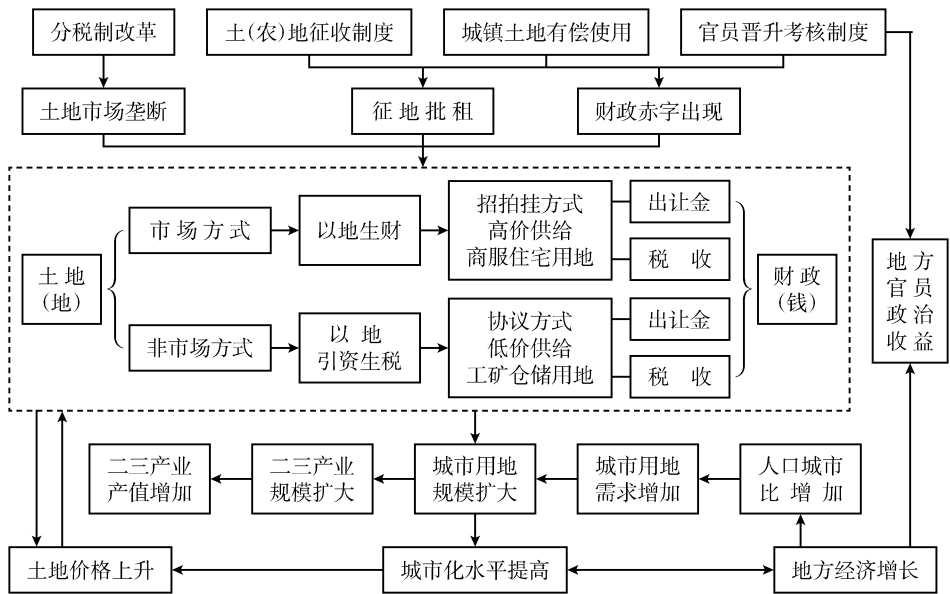 分税制改革
土(农)地征收制度
城镇土地有偿使用
官员晋升考核制度
土地市场垄断
征地批租
财政赤字出现
土地
(地)
市场方式
以地生财
招拍挂方式
高价供给
商服住宅用地
出让金
税 收
非市场方式
以 地
引资生税
协议方式
低价供给
工矿仓储用地
出让金
税 收
财政
(钱)
地方
官员
政治
收益
二三产业
产值增加
二三产业
规模扩大
城市用地
规模扩大
城市用地
需求增加
人口城市
比 增 加
土地价格上升
城市化水平提高
地方经济增长